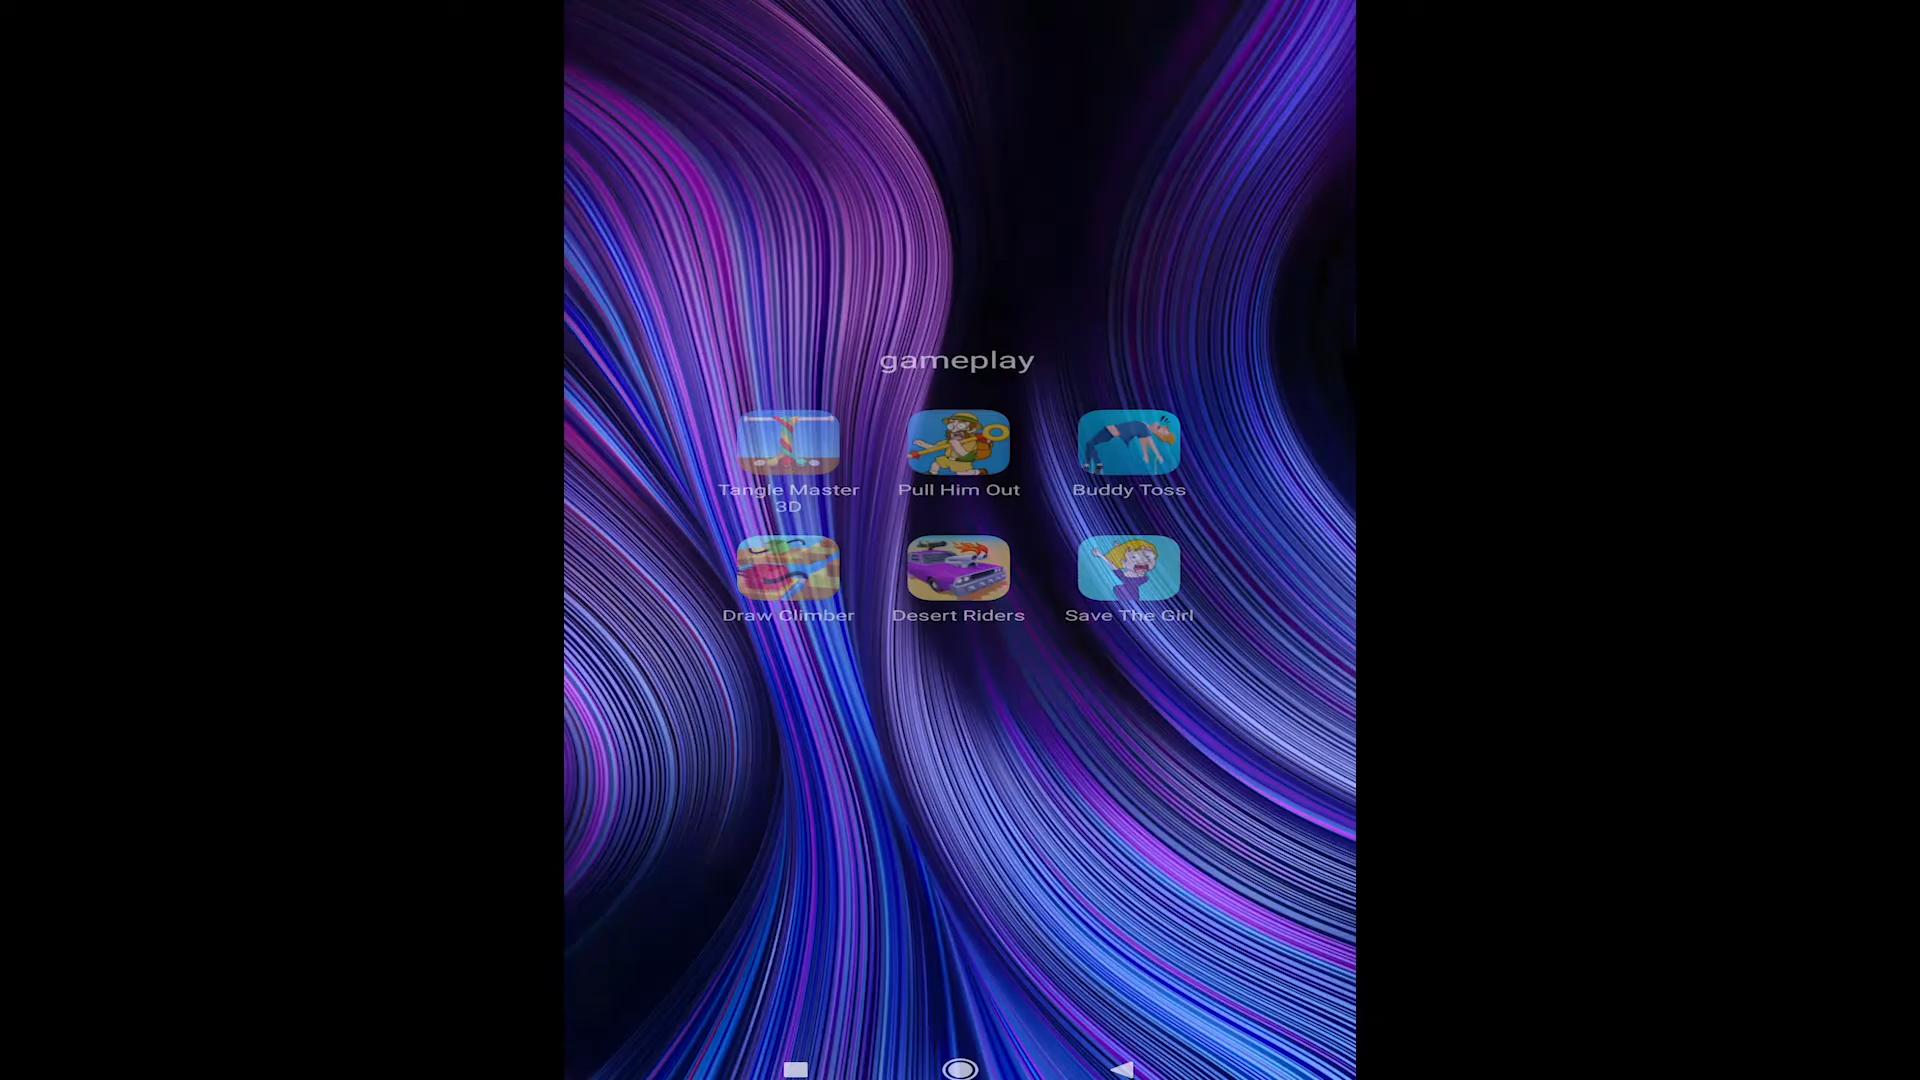 gameplay
Tangle Master
3D
Pull Him Out
Buddy Toss
Draw Climber
Desert Riders
Save The Girl